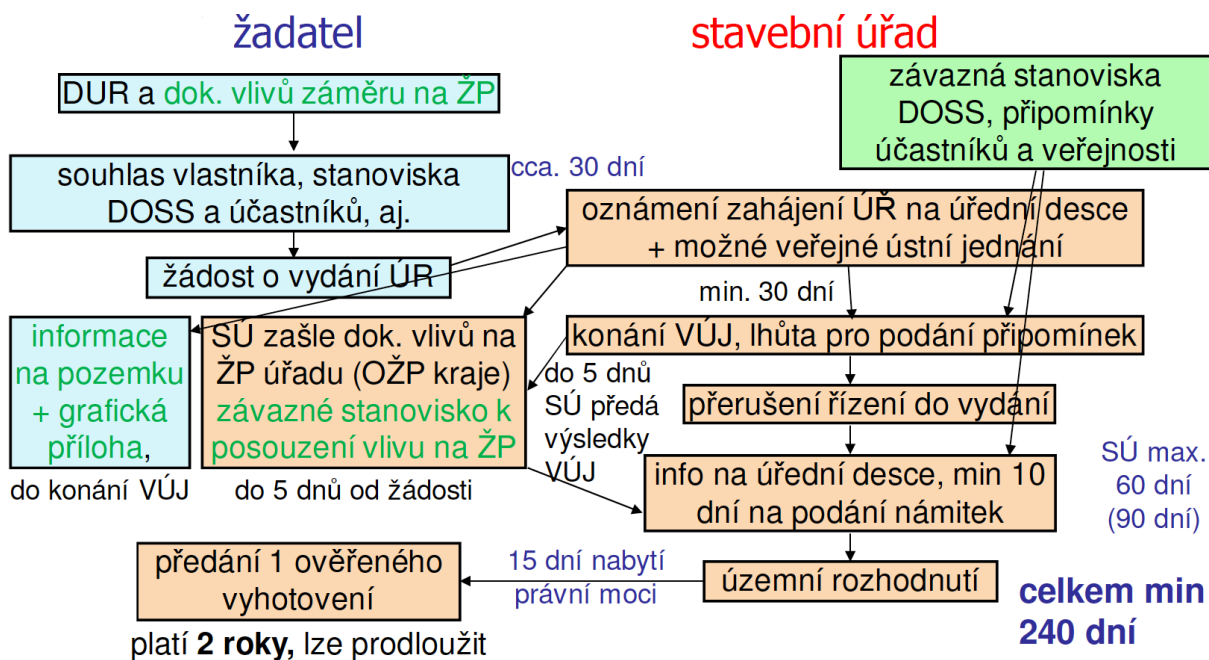 žadatel
stavební úřad
DUR a dok. vlivů záměru na ŽP
závazná stanoviska
DOSS, připomínky
účastníků a veřejnosti
souhlas vlastníka, stanoviska
DOSS a účastníků, aj.
cca. 30 dní
oznámení zahájení ÚŘ na úřední desce
+ možné veřejné ústní jednání
žádost o vydání ÚR
min. 30 dní
informace
na pozemku
+ grafická
příloha,
do konání VÚJ
SÚ zašle dok. vlivů na
ŽP úřadu (OŽP kraje)
závazné stanovisko k
posouzení vlivu na ŽP
do 5 dnů od žádosti
konání VÚJ, lhůta pro podání připomínek
do 5 dnů
SÚ předá
výsledky
VÚJ
přerušení řízení do vydání
info na úřední desce, min 10
dní na podání námitek
SÚ max.
60 dní
(90 dní)
předání 1 ověřeného
vyhotovení
15 dní nabytí
právní moci
územní rozhodnutí
celkem min
240 dní
platí 2 roky, lze prodloužit